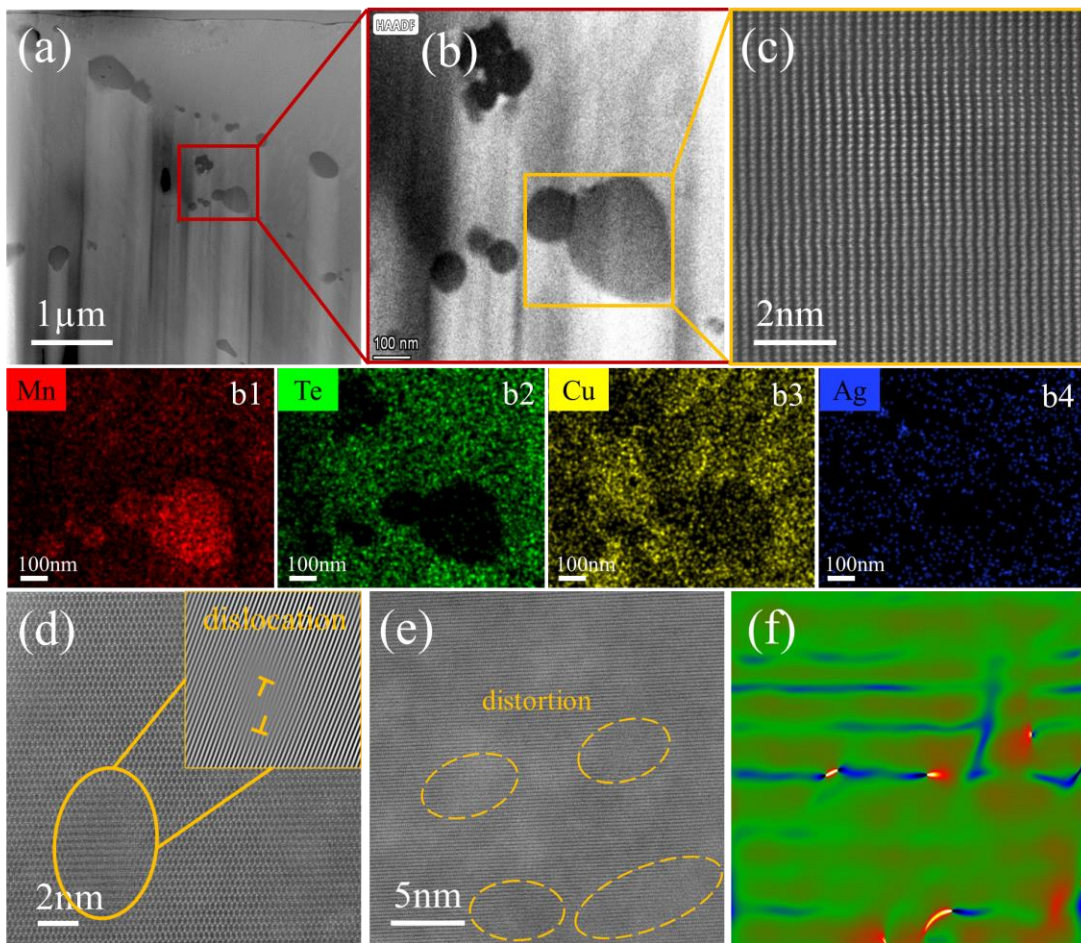 (a)
1µm
HAADF
(b)
100 nm
(c)
2nm
Mn
b1
100nm
Te
b2
100nm
Cu
b3
100nm
Ag
b4
100nm
(d)
dislocation
2nm
(e)
distortion
5nm
(f)